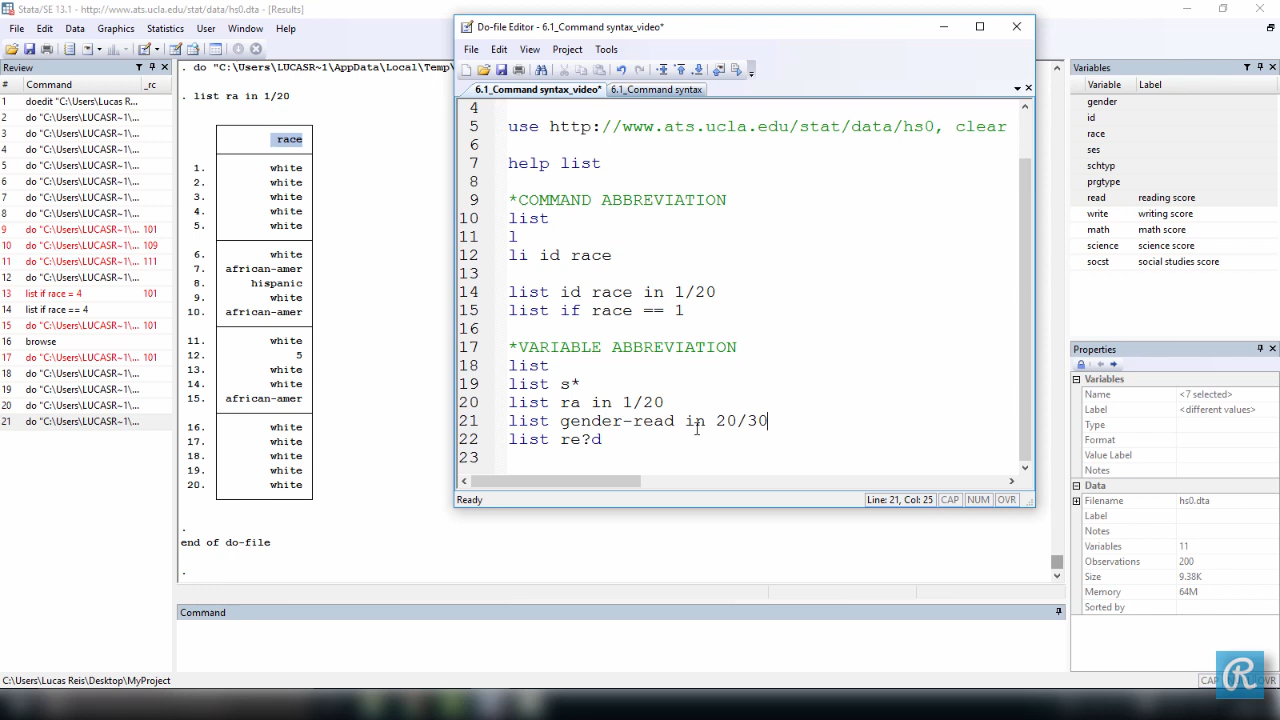 Stata/SE 13.1 - http://www.ats.ucla.edu/stat/data/hs0.dta - [Results]
File Edit Data Graphics Statistics User Window Help
Review
# Command _rc
1 doedit "C:\Users\Lucas R...
2 do "C:\Users\LUCASR~1\...
3 do "C:\Users\LUCASR~1\...
4 do "C:\Users\LUCASR~1\...
5 do "C:\Users\LUCASR~1\...
6 do "C:\Users\LUCASR~1\...
7 do "C:\Users\LUCASR~1\...
8 do "C:\Users\LUCASR~1\...
9 do "C:\Users\LUCASR~1\... 101
10 do "C:\Users\LUCASR~1\... 109
11 do "C:\Users\LUCASR~1\... 111
12 do "C:\Users\LUCASR~1\...
13 list if race = 4 101
14 list if race == 4
15 do "C:\Users\LUCASR~1\... 101
16 browse
17 do "C:\Users\LUCASR~1\... 101
18 do "C:\Users\LUCASR~1\...
19 do "C:\Users\LUCASR~1\...
20 do "C:\Users\LUCASR~1\...
21 do "C:\Users\LUCASR~1\...
. do "C:\Users\LUCASR~1\AppData\Local\Temp\
. list ra in 1/20
race
1. white
2. white
3. white
4. white
5. white
6. white
7. african-amer
8. hispanic
9. white
10. african-amer
11. white
12. 5
13. white
14. white
15. african-amer
16. white
17. white
18. white
19. white
20. white
.
end of do-file
.
Command
Do-file Editor - 6.1_Command syntax_video*
File Edit View Project Tools
6.1_Command syntax_video* 6.1_Command syntax
4
5 use http://www.ats.ucla.edu/stat/data/hs0, clear
6
7 help list
8
9 *COMMAND ABBREVIATION
10 list
11 l
12 li id race
13
14 list id race in 1/20
15 list if race == 1
16
17 *VARIABLE ABBREVIATION
18 list
19 list s*
20 list ra in 1/20
21 list gender-read in 20/30
22 list re?d
23
Ready Line: 21, Col: 25 CAP NUM OVR
Variables
Variable Label
gender
id
race
ses
schtyp
prgtype
read reading score
write writing score
math math score
science science score
socst social studies score
Properties
Variables
Name <7 selected>
Label <different values>
Type
Format
Value Label
Notes
Data
Filename hs0.dta
Label
Notes
Variables 11
Observations 200
Size 9.38K
Memory 64M
Sorted by
C:\Users\Lucas Reis\Desktop\MyProject
CAP OVR
R